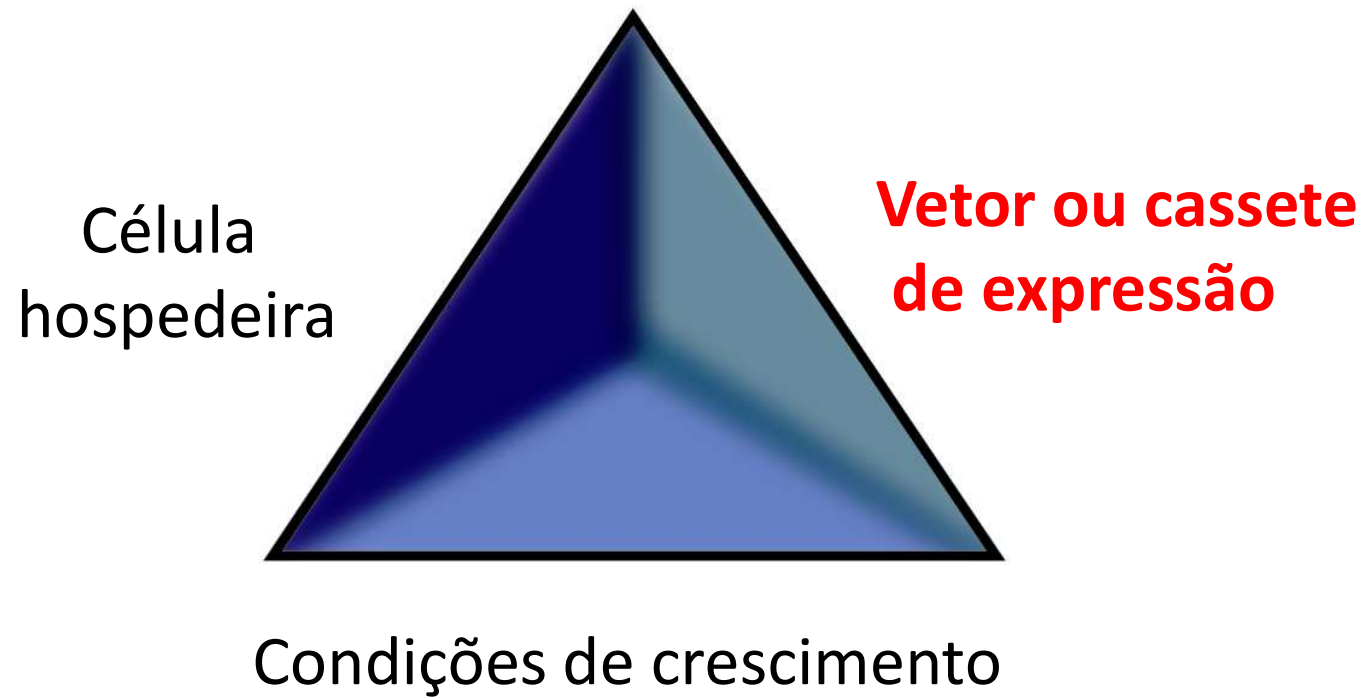 Célula
hospedeira
Vetor ou cassete
de expressão
Condições de crescimento